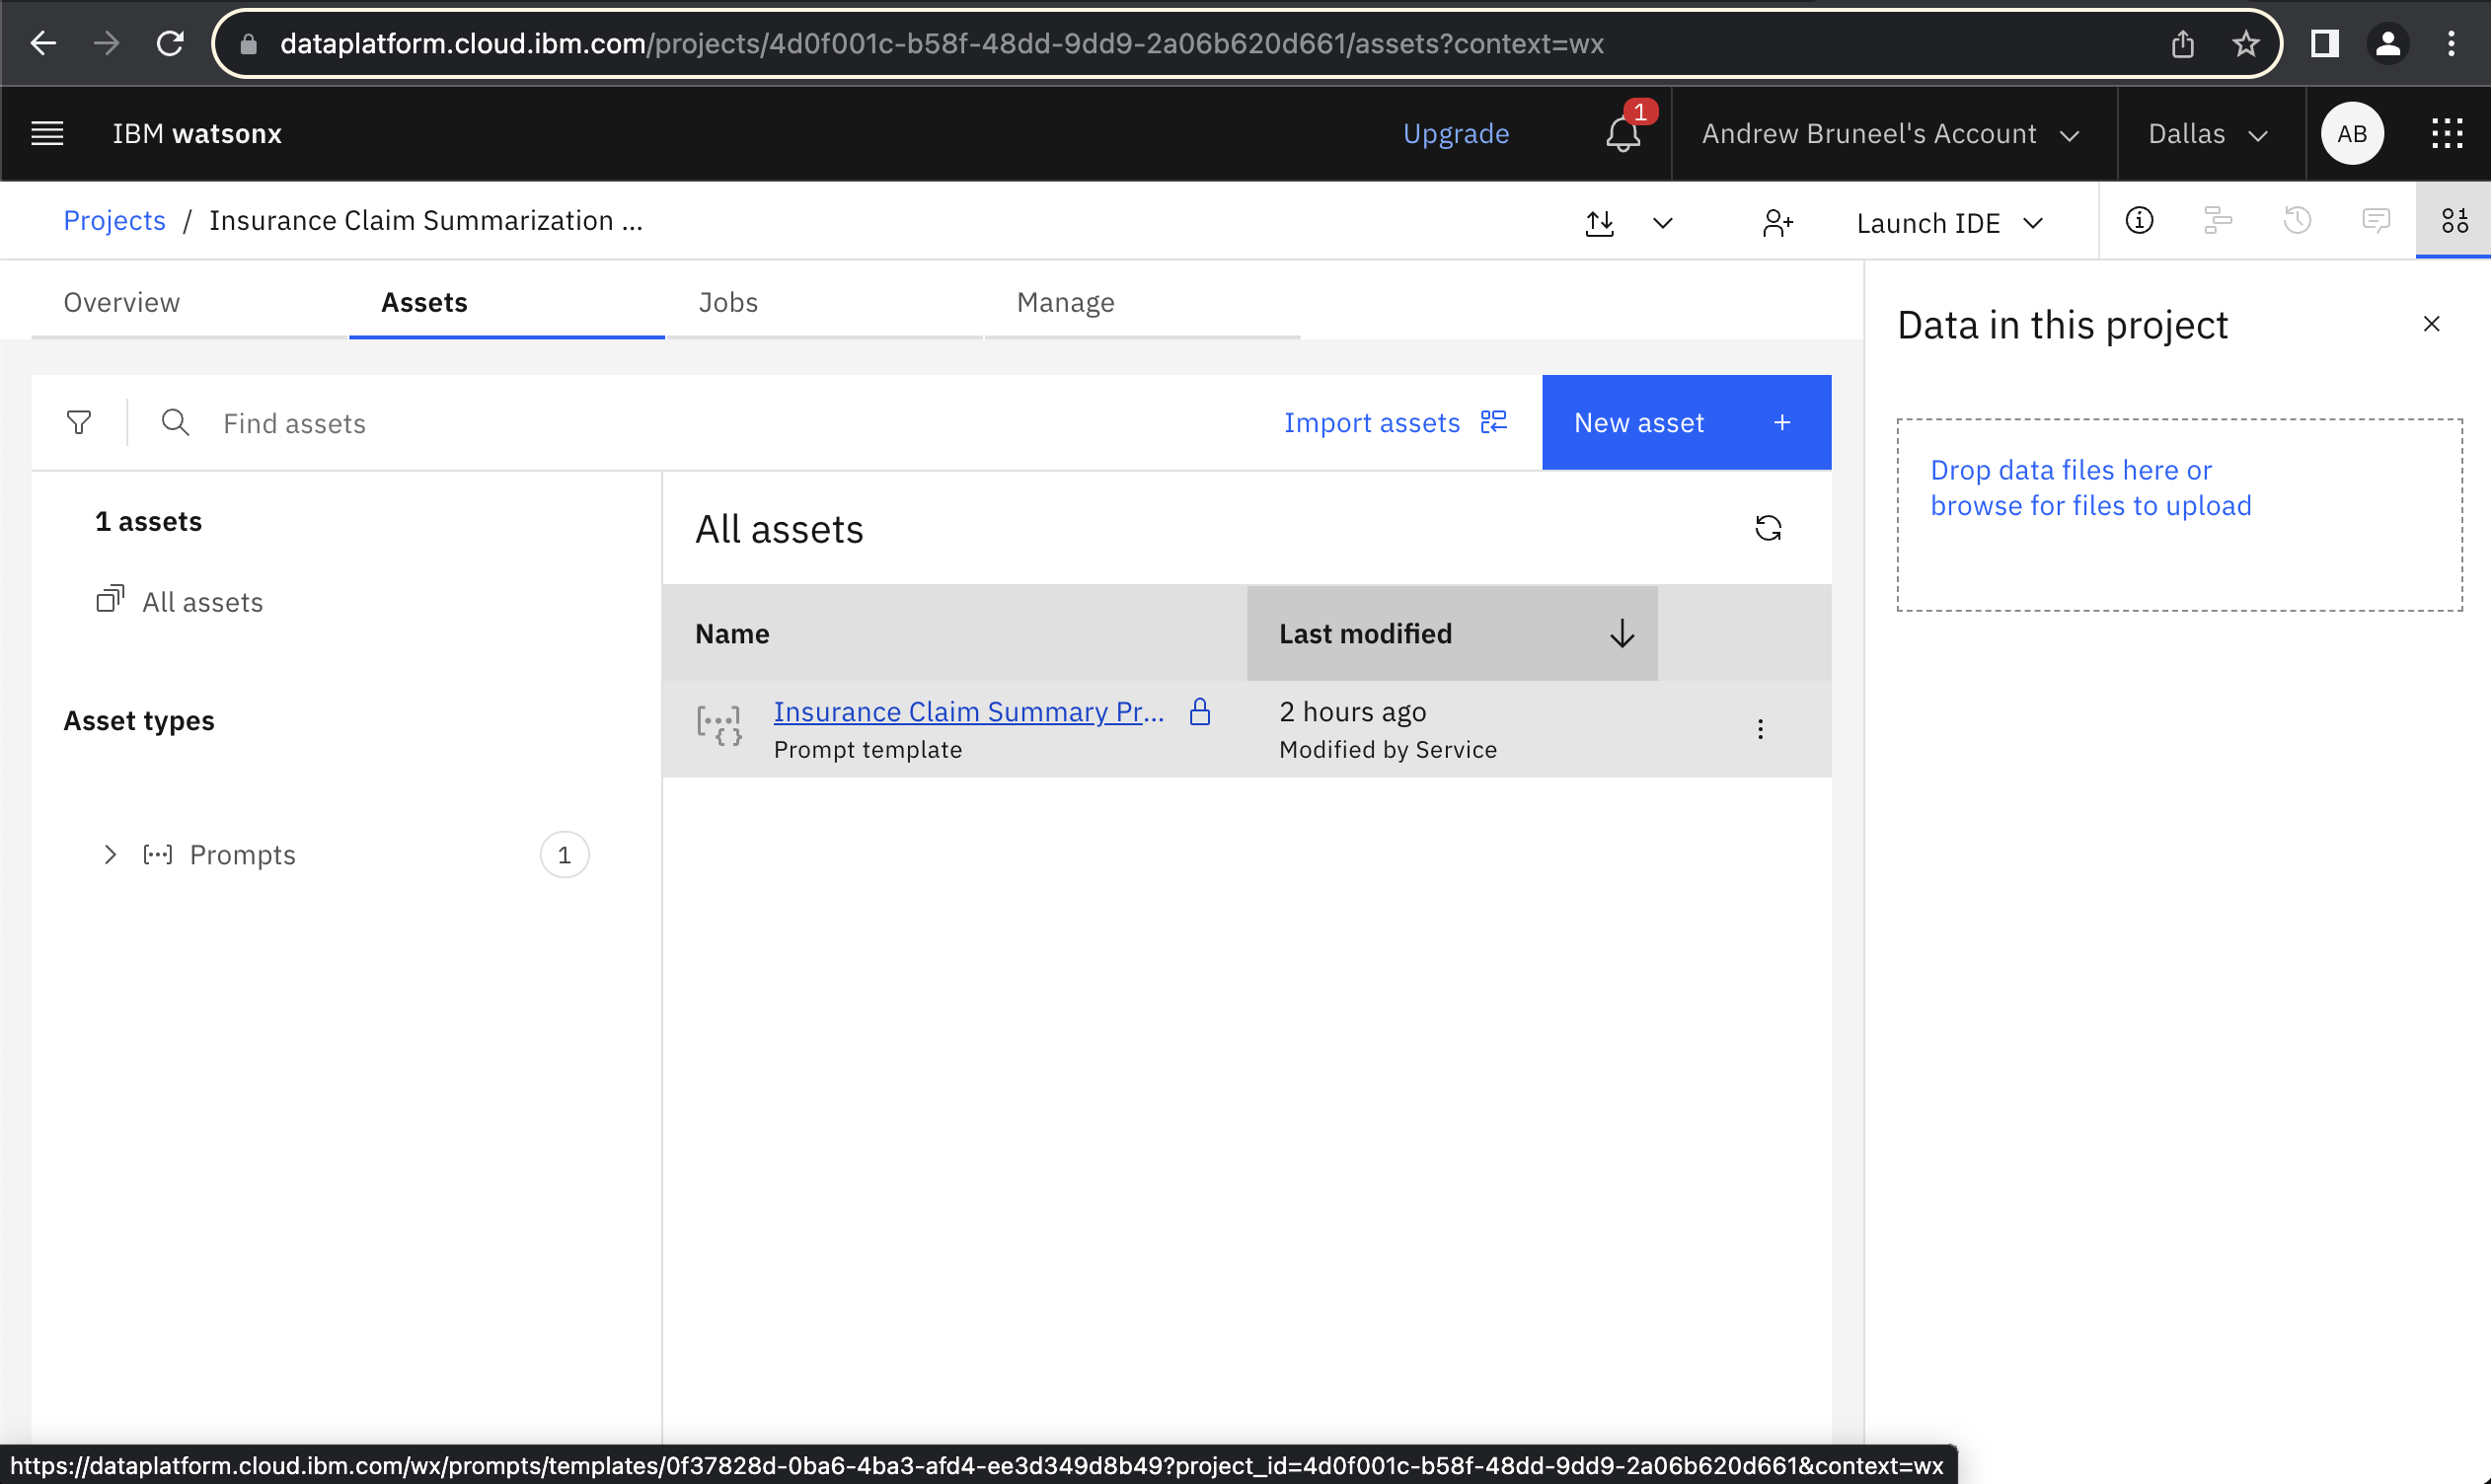 dataplatform.cloud.ibm.com/projects/4d0f001c-b58f-48dd-9dd9-2a06b620d661/assets?context=wx
IBM watsonx
Upgrade
1
Andrew Bruneel's Account
Dallas
AB
Projects / Insurance Claim Summarization ...
Launch IDE
Overview
Assets
Jobs
Manage
Data in this project
Find assets
Import assets
New asset +
Drop data files here or
browse for files to upload
1 assets
All assets
Asset types
Prompts
1
All assets
Name
Last modified
Insurance Claim Summary Pr...
2 hours ago
Prompt template
Modified by Service
https://dataplatform.cloud.ibm.com/wx/prompts/templates/0f37828d-0ba6-4ba3-afd4-ee3d349d8b49?project_id=4d0f001c-b58f-48dd-9dd9-2a06b620d661&context=wx